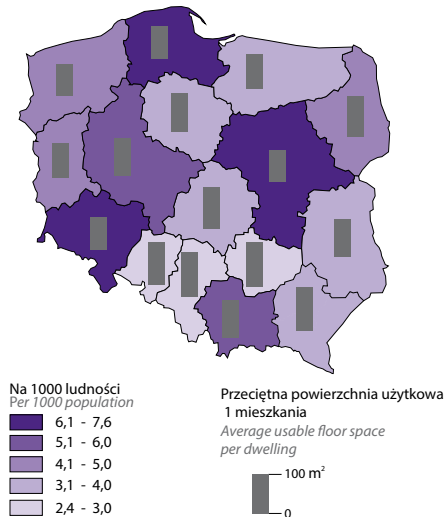 Na 1000 ludności
Per 1000 population
6,1 - 7,6
5,1 - 6,0
4,1 - 5,0
3,1 - 4,0
2,4 - 3,0
Przeciętna powierzchnia użytkowa
1 mieszkania
Average usable floor space
per dwelling
100 m²
0